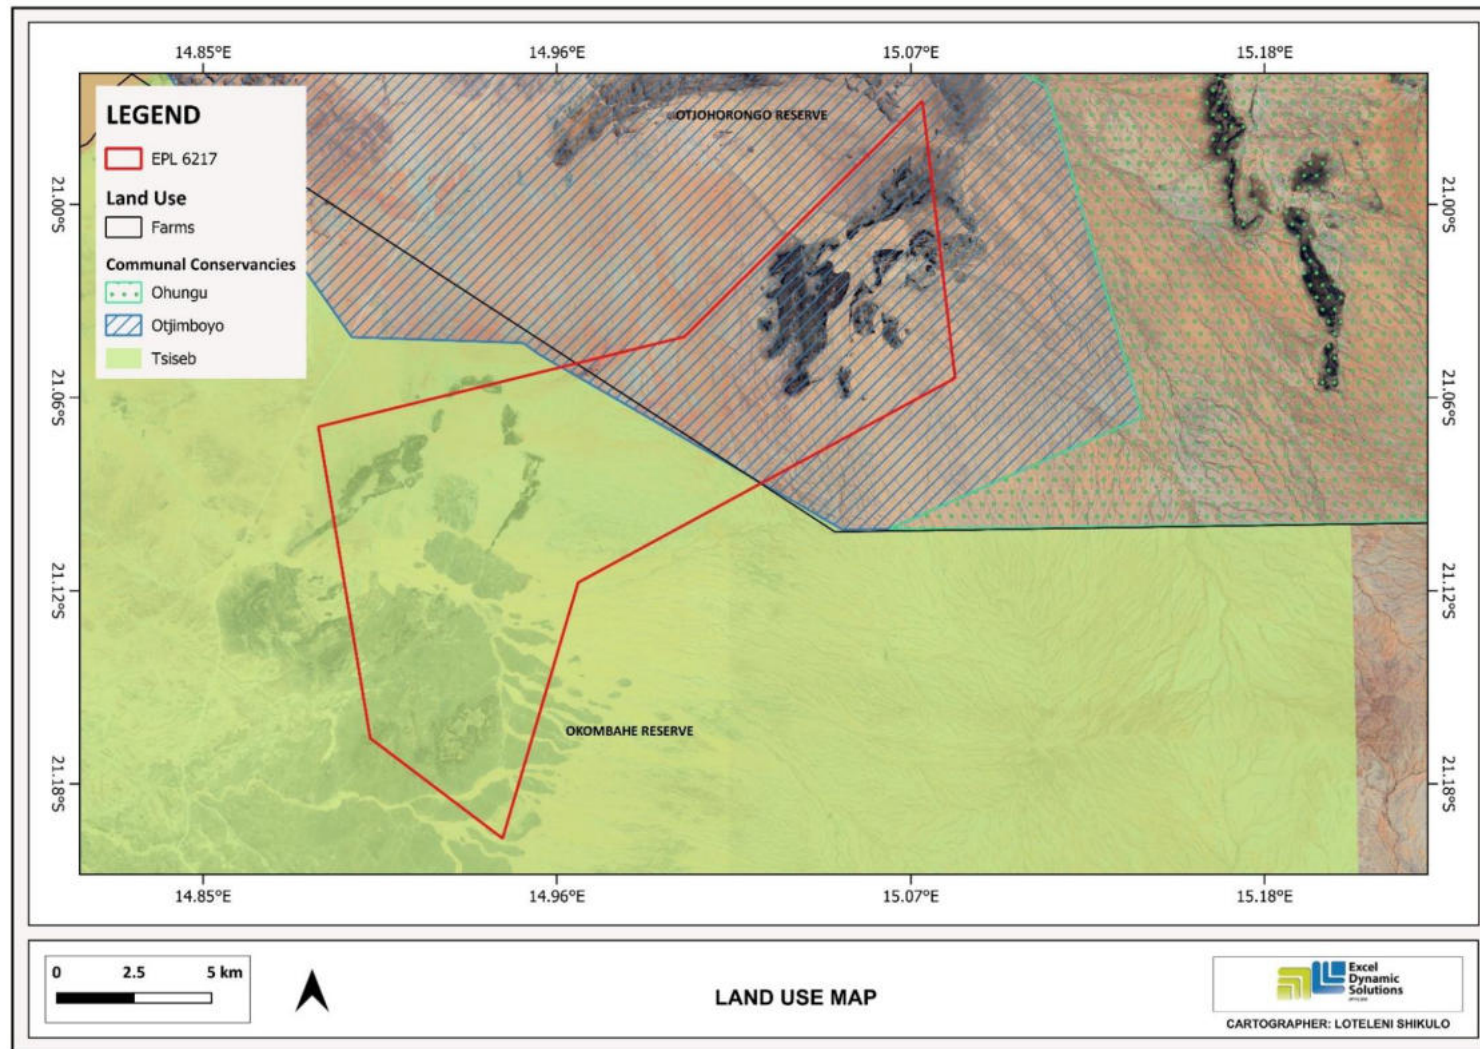 14.85°E 14.96°E 15.07°E 15.18°E
LEGEND
EPL 6217
Land Use
Farms
Communal Conservancies
Ohungu
Otjimboyo
Tsiseb
OTJOHORONGO RESERVE
OKOMBAHE RESERVE
21.00°S 21.00°S
21.06°S 21.06°S
21.12°S 21.12°S
21.18°S 21.18°S
14.85°E 14.96°E 15.07°E 15.18°E
0 2.5 5 km
LAND USE MAP
Excel
Dynamic
Solutions
CARTOGRAPHER: LOTELENI SHIKULO